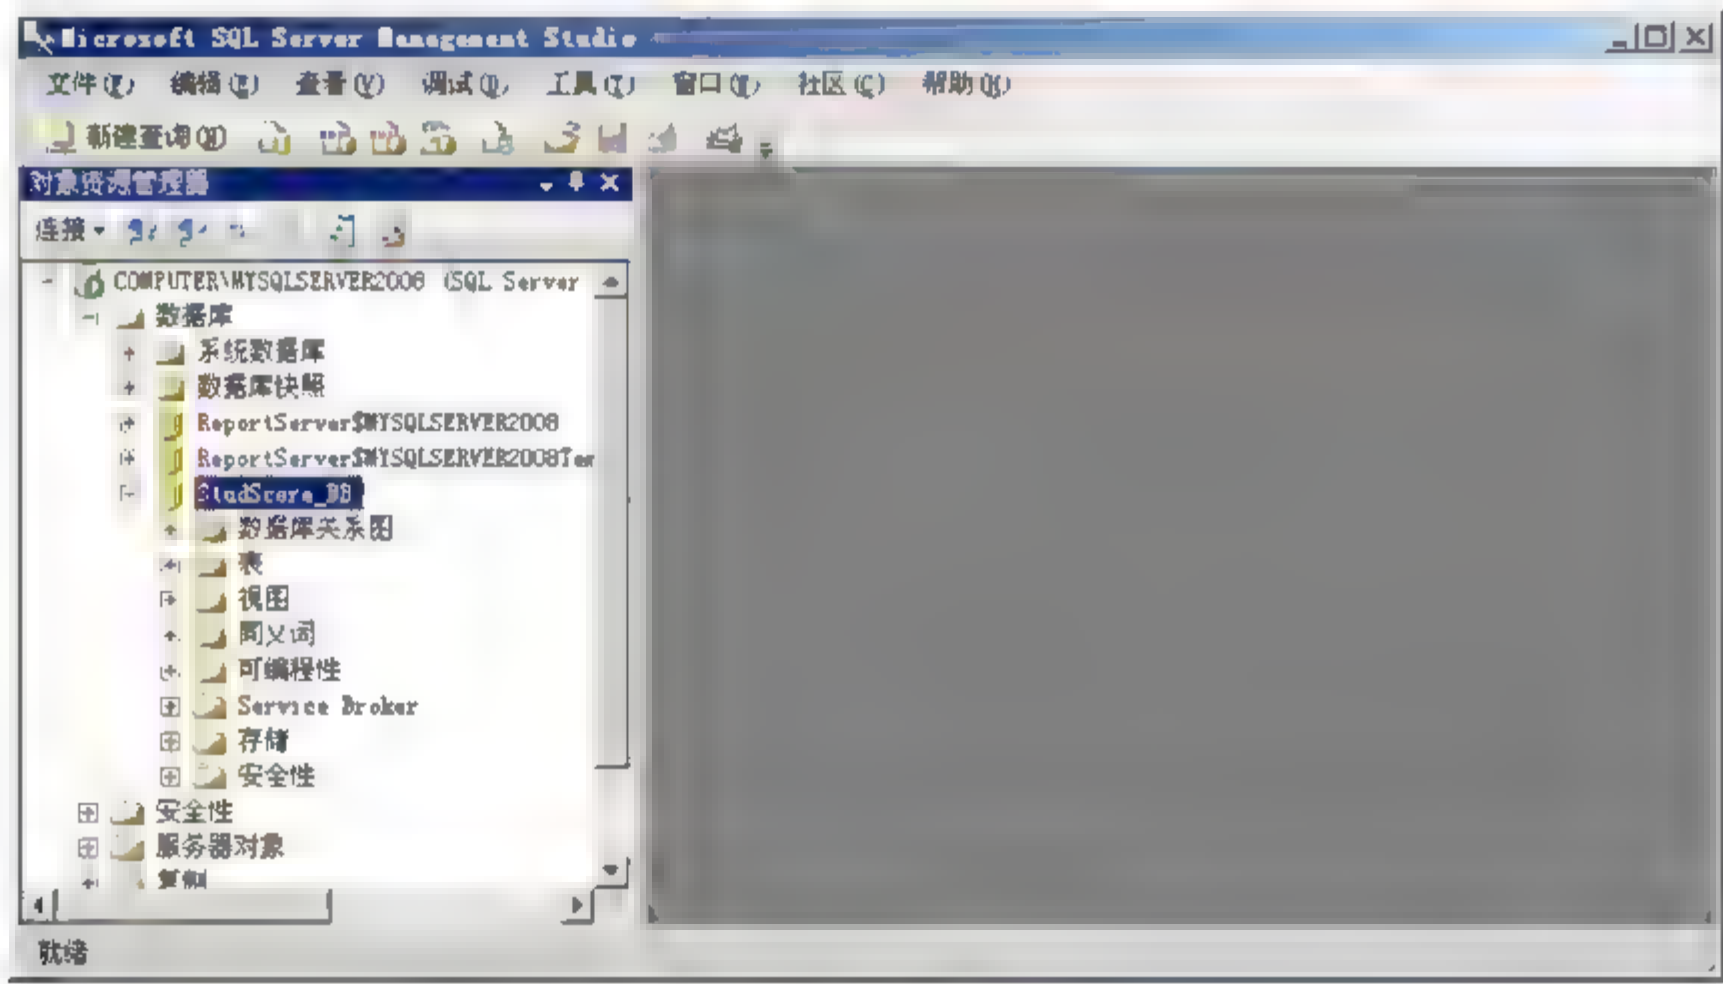 Microsoft SQL Server Management Studio
文件(F) 编辑(E) 查看(V) 调试(D) 工具(T) 窗口(W) 社区(C) 帮助(H)
新建查询(N)
对象资源管理器
连接
COMPUTER\MYSQLSERVER2008 (SQL Server
数据库
系统数据库
数据库快照
ReportServer$MYSQLSERVER2008
ReportServer$MYSQLSERVER2008Tem
StudScore_DB
数据库关系图
表
视图
同义词
可编程性
Service Broker
存储
安全性
安全性
服务器对象
复制
就绪